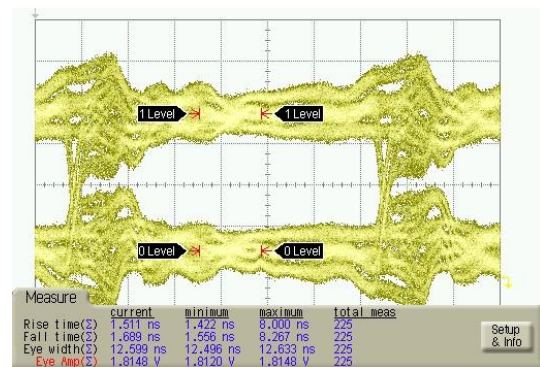 1 Level 1 Level
0 Level 0 Level
Measure
current minimum maximum total meas
Rise time(Σ) 1.511 ns 1.422 ns 8.000 ns 225
Fall time(Σ) 1.689 ns 1.556 ns 8.267 ns 225
Eye width(Σ) 12.599 ns 12.496 ns 12.633 ns 225
Eye Amp(Σ) 1.8148 V 1.8120 V 1.8148 V 225
Setup
& Info